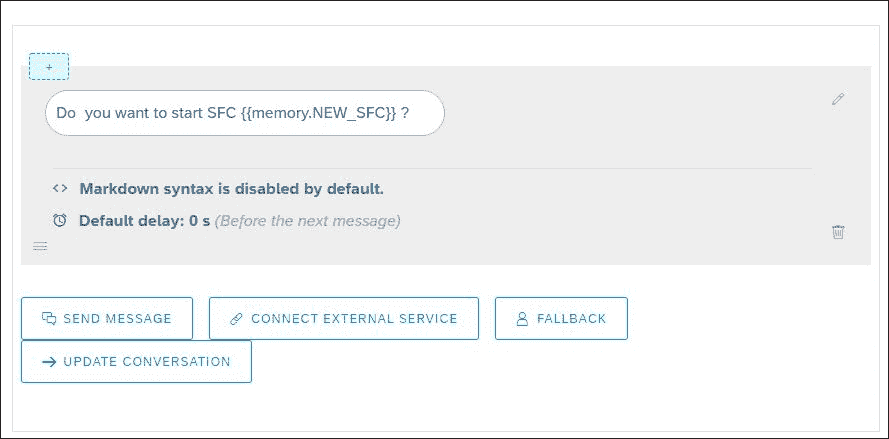 +
Do  you want to start SFC {{memory.NEW_SFC}} ?
<> Markdown syntax is disabled by default.
Default delay: 0 s (Before the next message)
SEND MESSAGE
CONNECT EXTERNAL SERVICE
FALLBACK
UPDATE CONVERSATION